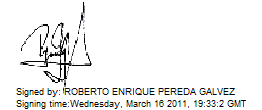 Signed by: ROBERTO ENRIQUE PEREDA GALVEZ
Signing time:Wednesday, March 16 2011, 19:33:2 GMT